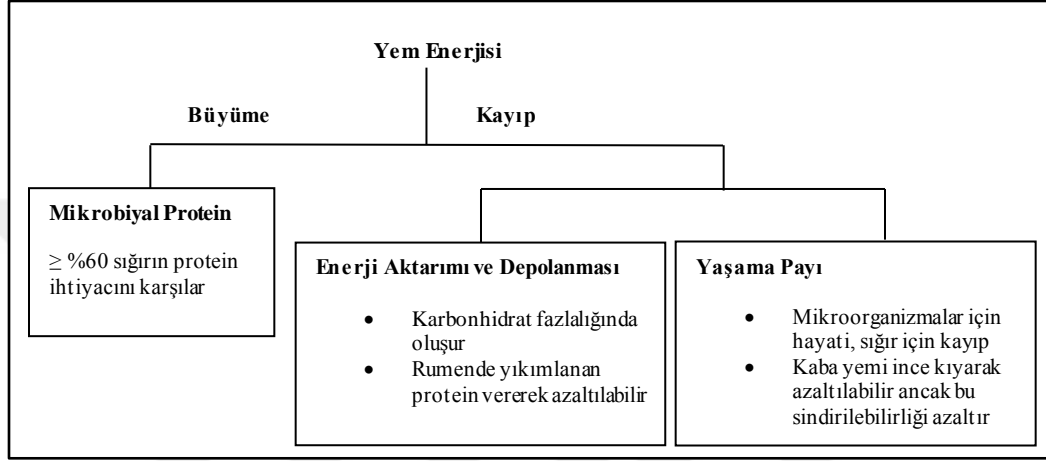 Yem Enerjisi
Büyüme
Kayıp
Mikrobiyal Protein
≥ %60 sığırın protein
ihtiyacını karşılar
Enerji Aktarımı ve Depolanması
• Karbonhidrat fazlalığında
oluşur
• Rumende yıkımlanan
protein vererek azaltılabilir
Yaşama Payı
• Mikroorganizmalar için
hayati, sığır için kayıp
• Kaba yemi ince kıyarak
azaltılabilir ancak bu
sindirilebilirliği azaltır